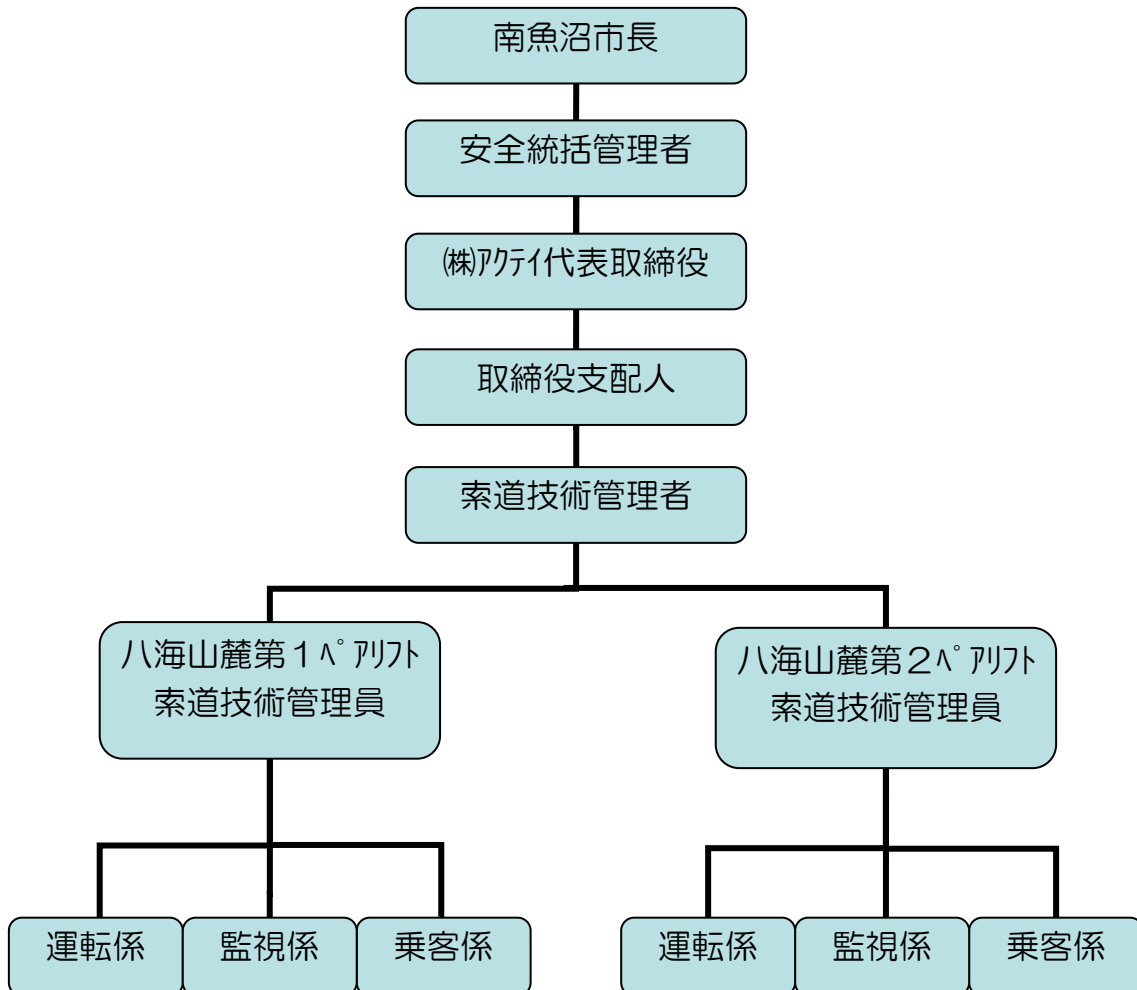 南魚沼市長
安全統括管理者
㈱ｱｸﾃｲ代表取締役
取締役支配人
索道技術管理者
八海山麓第１ﾍﾟｱﾘﾌﾄ
索道技術管理員
八海山麓第２ﾍﾟｱﾘﾌﾄ
索道技術管理員
運転係
監視係
乗客係
運転係
監視係
乗客係